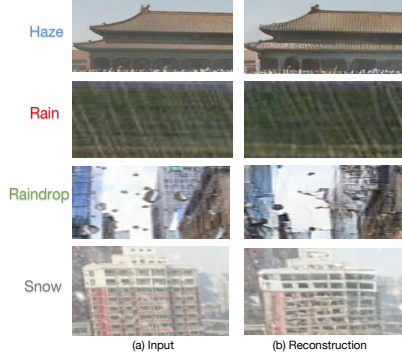 Haze
Rain
Raindrop
Snow
(a) Input
(b) Reconstruction